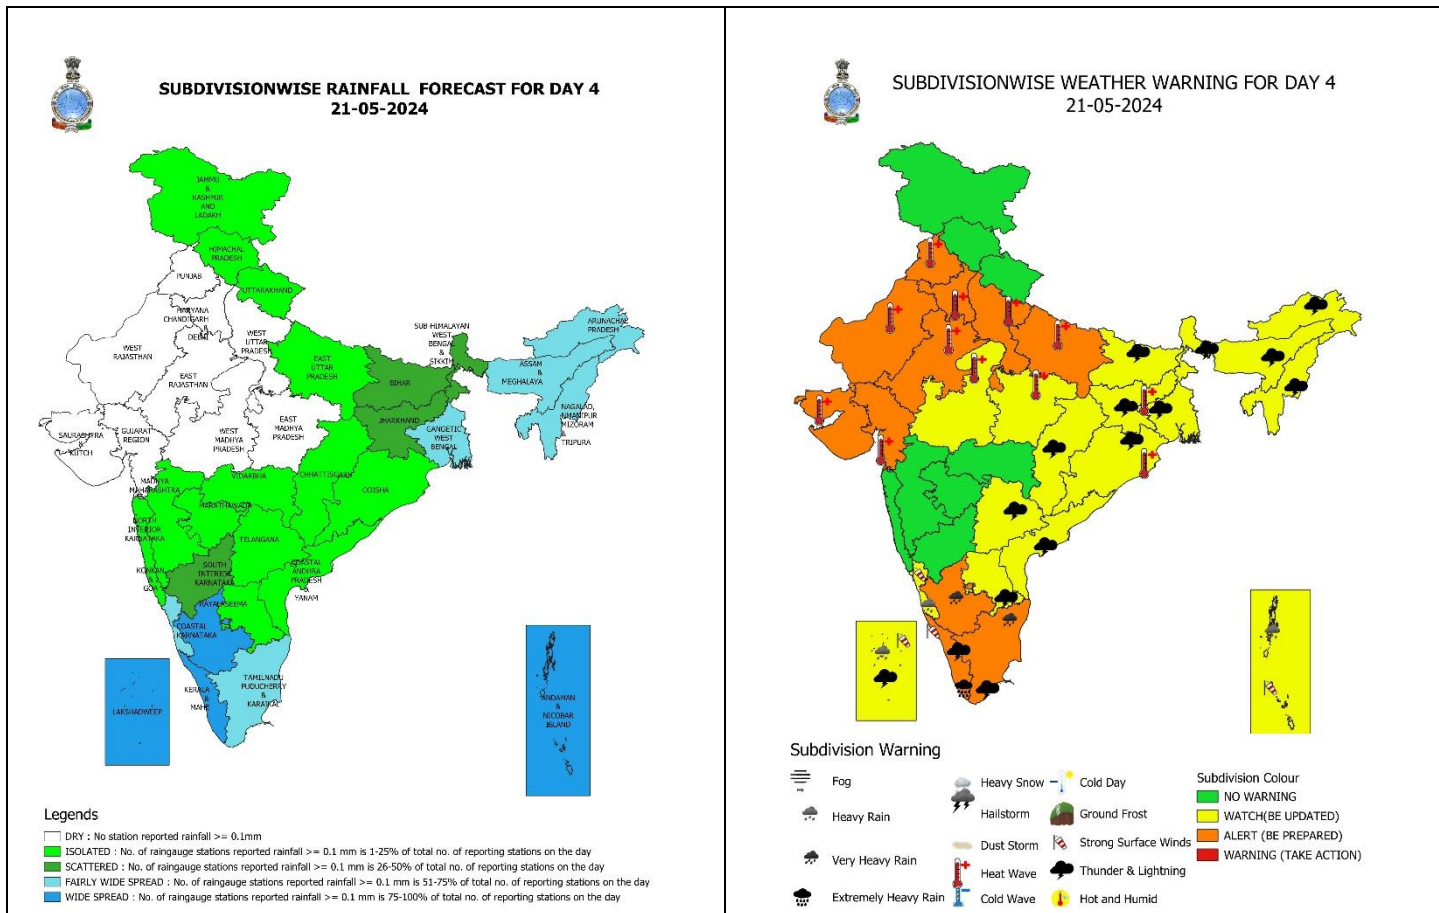 SUBDIVISIONWISE RAINFALL FORECAST FOR DAY 4
21-05-2024
JAMMU
&
KASHMIR
AND
LADAKH
HIMACHAL
PRADESH
PUNJAB
UTTARAKHAND
HARYANA
CHANDIGARH
&
DELHI
WEST
UTTAR
PRADESH
WEST
RAJASTHAN
EAST
RAJASTHAN
EAST
UTTAR
PRADESH
SUB-HIMALAYAN
WEST
BENGAL
&
SIKKIM
ARUNACHAL
PRADESH
ASSAM
&
MEGHALAYA
BIHAR
JHARKHAND
GANGETIC
WEST
BENGAL
MIZORAM
&
TRIPURA
SAURASHTRA
&
KUTCH
GUJARAT
REGION
WEST
MADHYA
PRADESH
EAST
MADHYA
PRADESH
VIDARBHA
CHHATTISGARH
ODISHA
MADHYA
MAHARASHTRA
MARATHAWADA
NORTH
INTERIOR
KARNATAKA
TELANGANA
KONKAN
&
GOA
SOUTH
INTERIOR
KARNATAKA
COASTAL
ANDHRA
PRADESH
&
YANAM
RAYALASEEMA
COASTAL
KARNATAKA
TAMILNADU
PUDUCHERRY
&
KARAIKAL
KERALA
&
MAHE
LAKSHADWEEP
ANDAMAN
&
NICOBAR
ISLAND
Legends
DRY : No station reported rainfall >= 0.1mm
ISOLATED : No. of raingauge stations reported rainfall >= 0.1 mm is 1-25% of total no. of reporting stations on the day
SCATTERED : No. of raingauge stations reported rainfall >= 0.1 mm is 26-50% of total no. of reporting stations on the day
FAIRLY WIDE SPREAD : No. of raingauge stations reported rainfall >= 0.1 mm is 51-75% of total no. of reporting stations on the day
WIDE SPREAD : No. of raingauge stations reported rainfall >= 0.1 mm is 75-100% of total no. of reporting stations on the day
SUBDIVISIONWISE WEATHER WARNING FOR DAY 4
21-05-2024
Subdivision Warning
Fog
Heavy Rain
Very Heavy Rain
Extremely Heavy Rain
Heavy Snow
Hailstorm
Dust Storm
Heat Wave
Cold Wave
Cold Day
Ground Frost
Strong Surface Winds
Thunder & Lightning
Hot and Humid
Subdivision Colour
NO WARNING
WATCH(BE UPDATED)
ALERT (BE PREPARED)
WARNING (TAKE ACTION)